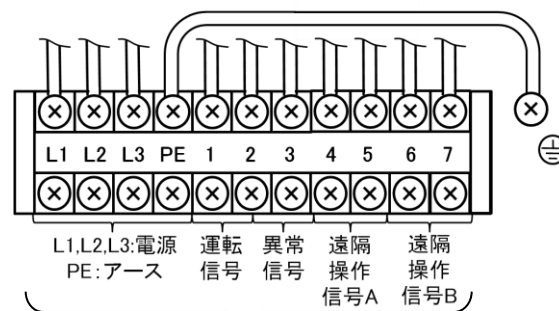 L1 L2 L3 PE 1 2 3 4 5 6 7
L1,L2,L3:電源
PE:アース
運転
信号
異常
信号
遠隔
操作
信号A
遠隔
操作
信号B